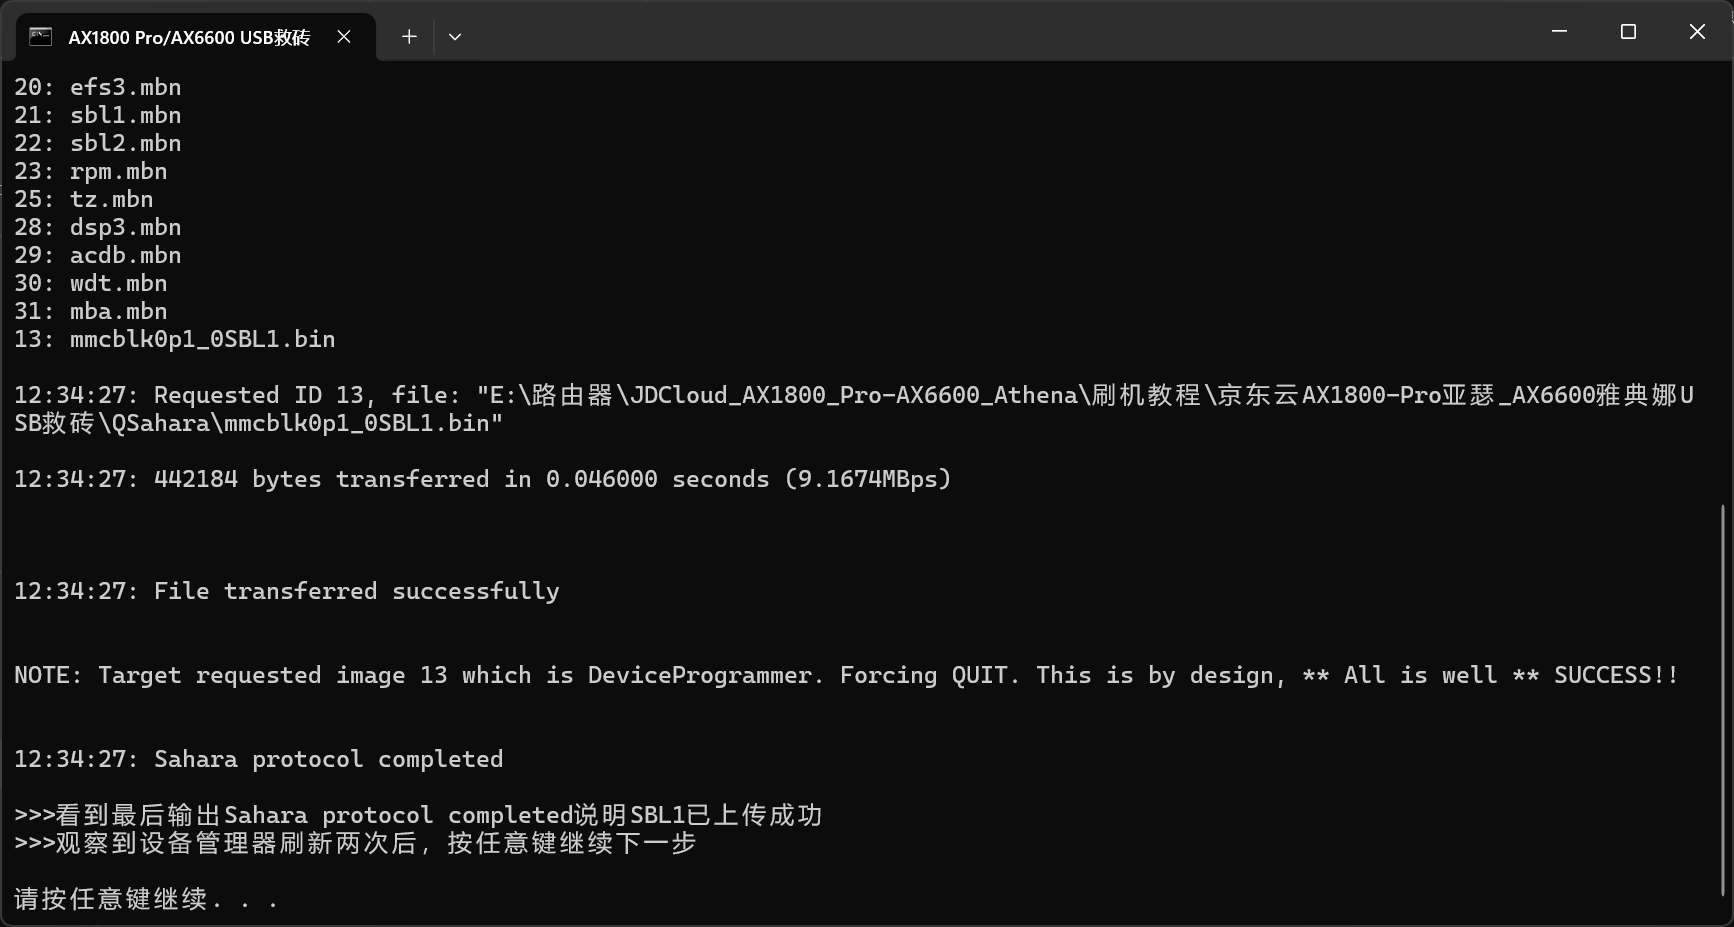 AX1800 Pro/AX6600 USB救砖
20: efs3.mbn
21: sbl1.mbn
22: sbl2.mbn
23: rpm.mbn
25: tz.mbn
28: dsp3.mbn
29: acdb.mbn
30: wdt.mbn
31: mba.mbn
13: mmcblk0p1_0SBL1.bin
12:34:27: Requested ID 13, file: "E:\路由器\JDCloud_AX1800_Pro-AX6600_Athena\刷机教程\京东云AX1800-Pro亚瑟_AX6600雅典娜U
SB救砖\QSahara\mmcblk0p1_0SBL1.bin"
12:34:27: 442184 bytes transferred in 0.046000 seconds (9.1674MBps)
12:34:27: File transferred successfully
NOTE: Target requested image 13 which is DeviceProgrammer. Forcing QUIT. This is by design, ** All is well ** SUCCESS!!
12:34:27: Sahara protocol completed
>>>看到最后输出Sahara protocol completed说明SBL1已上传成功
>>>观察到设备管理器刷新两次后，按任意键继续下一步
请按任意键继续. . .